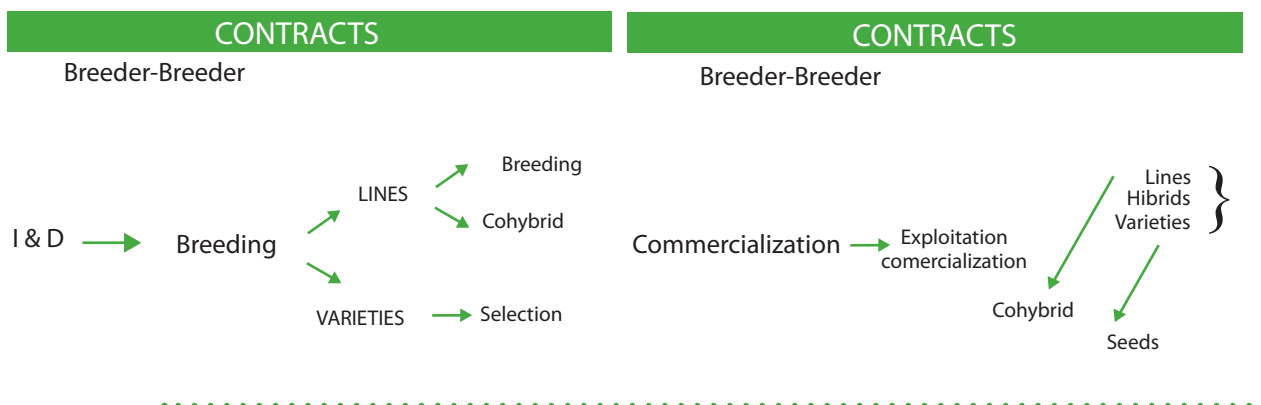 CONTRACTS
Breeder-Breeder
I & D
Breeding
LINES
Breeding
Cohybrid
VARIETIES
Selection
CONTRACTS
Breeder-Breeder
Commercialization
Exploitation
comercialization
Lines
Hibrids
Varieties
}
Cohybrid
Seeds